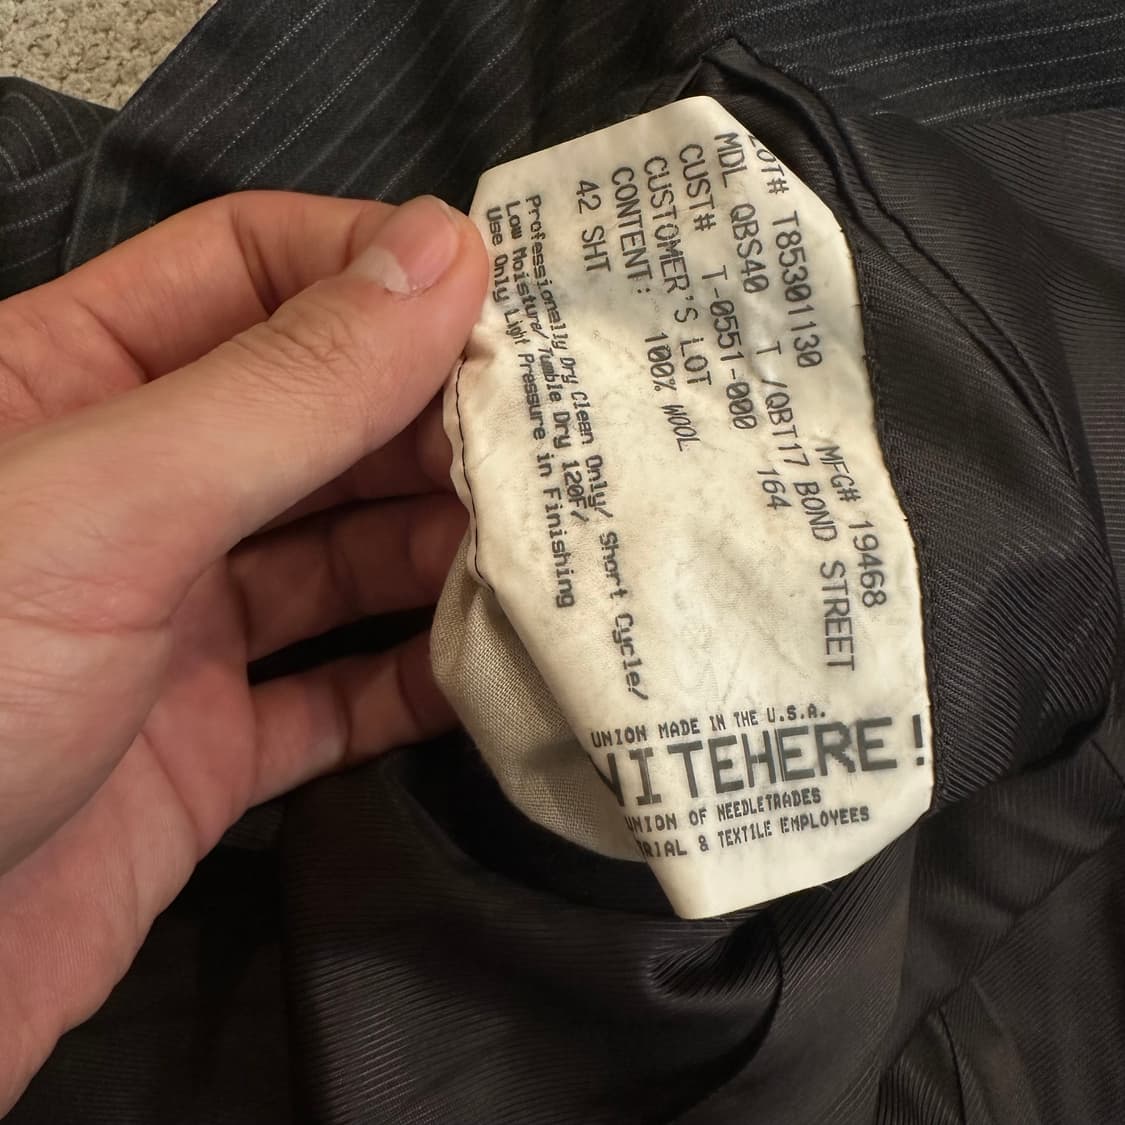 LOT# T85301130 MFG# 19468
MDL QBS40 T /QBT17 BOND STREET
CUST# T-0551-000 164
CUSTOMER'S LOT
CONTENT: 100% WOOL
42 SHT
Professionally Dry Clean Only/ Short Cycle/
Low Moisture/Tumble Dry 120F/
Use Only Light Pressure in Finishing
UNION MADE IN THE U.S.A.
NITEHERE!
UNION OF NEEDLETRADES
TRIAL & TEXTILE EMPLOYEES